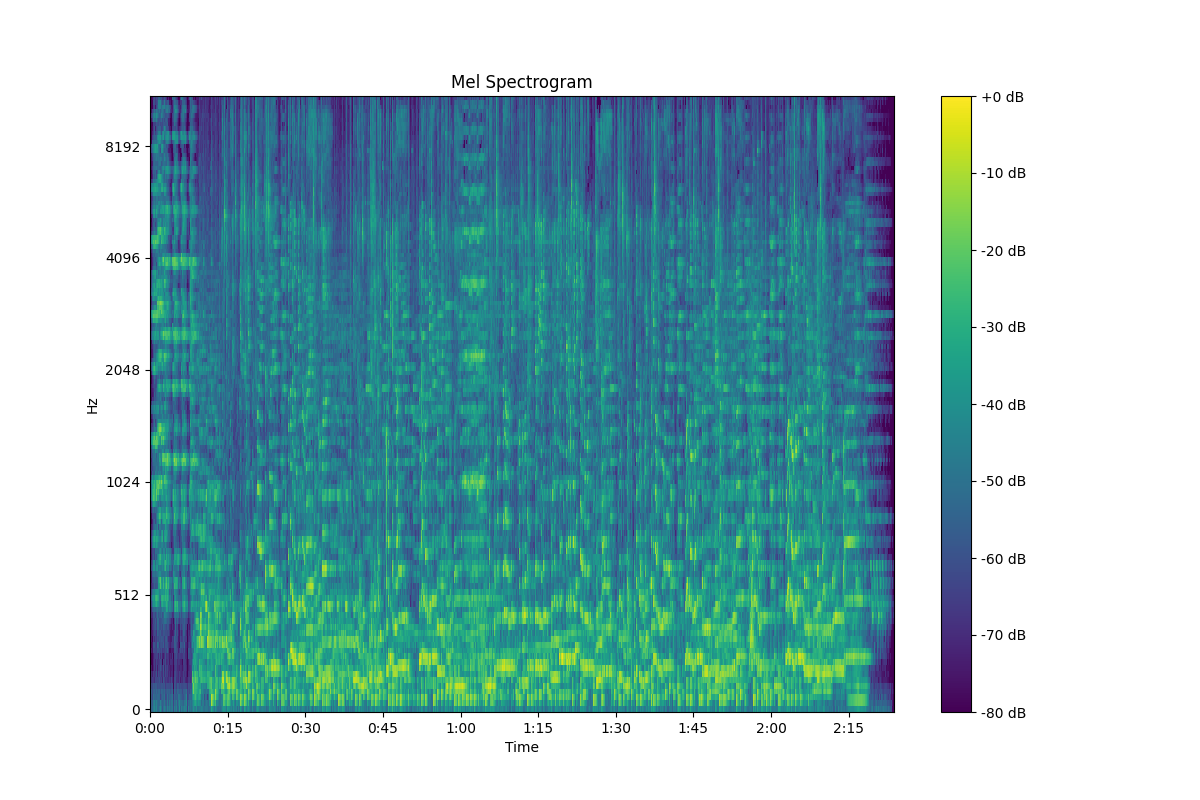 Mel Spectrogram
+0 dB
8192
-10 dB
-20 dB
4096
-30 dB
2048
Hz
-40 dB
1024
-50 dB
-60 dB
512
-70 dB
0
-80 dB
0:00 0:15 0:30 0:45 1:00 1:15 1:30 1:45 2:00 2:15
Time